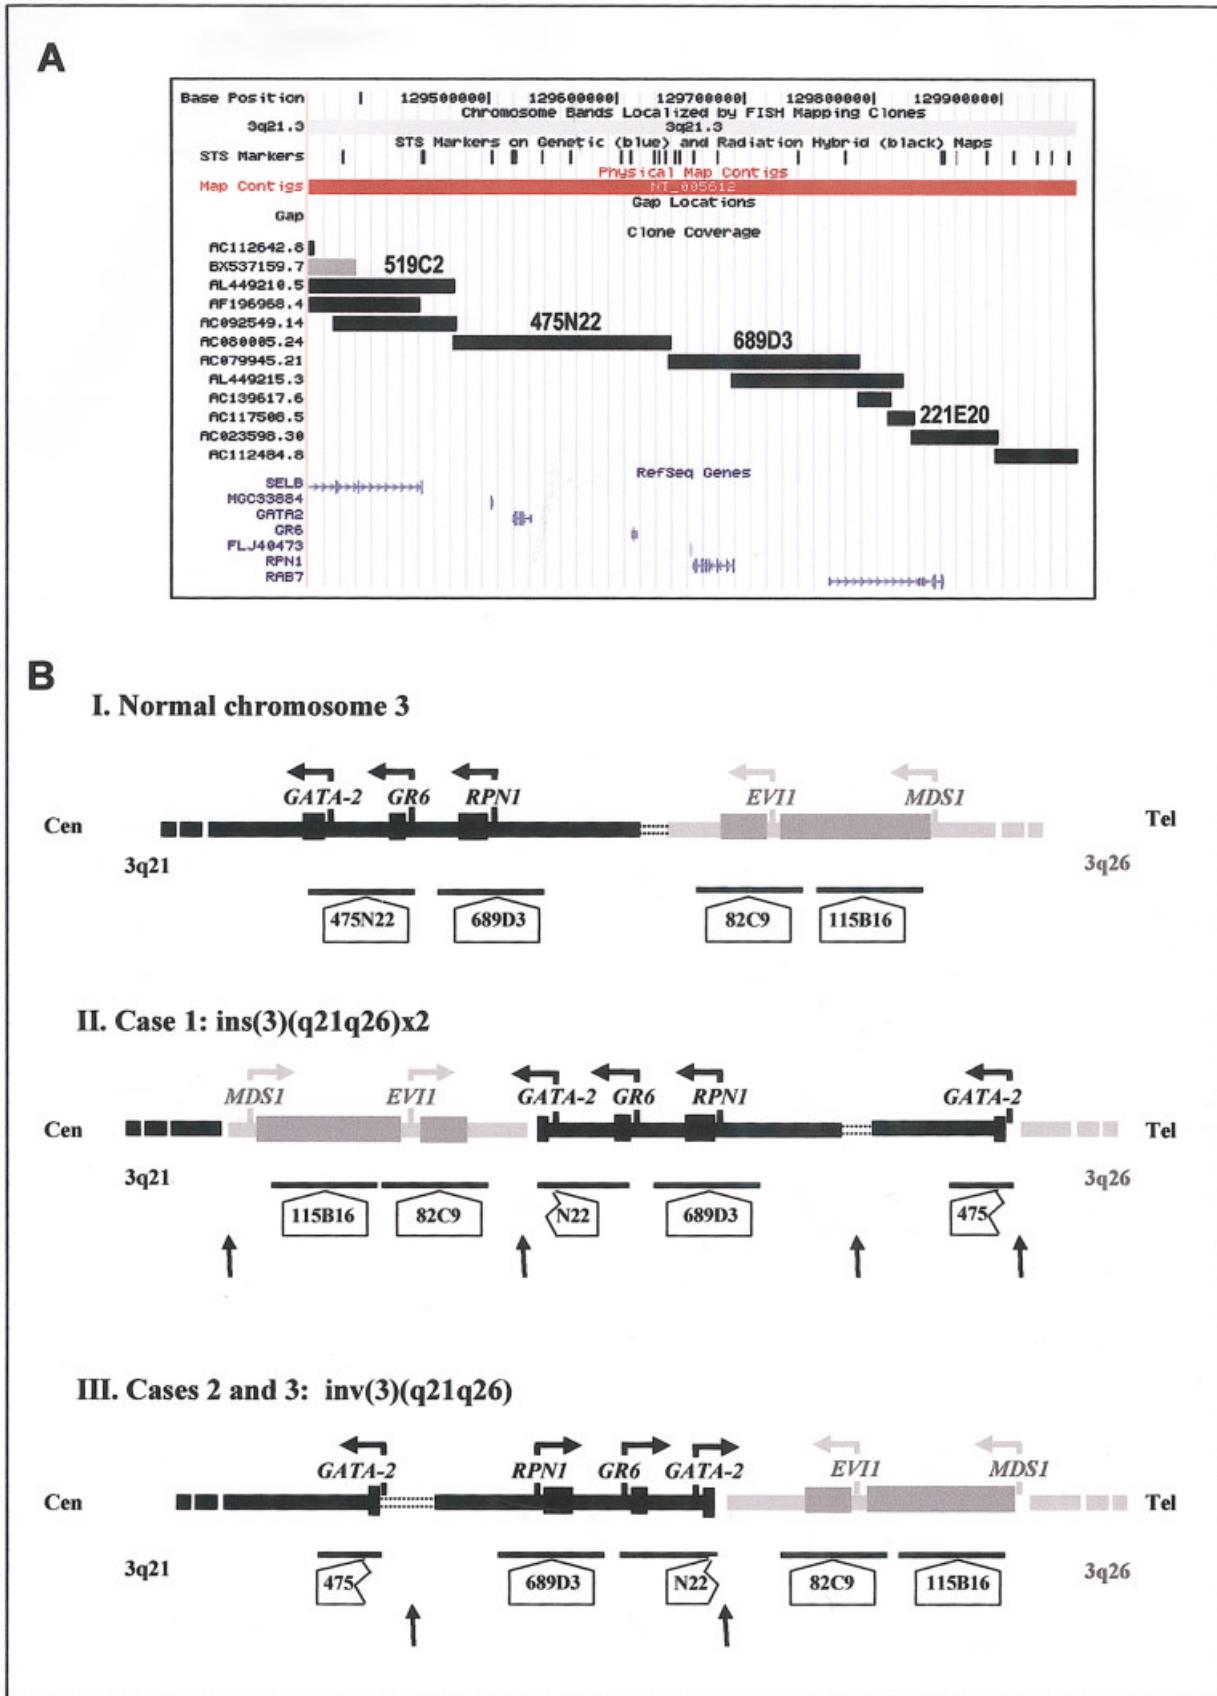 A
Base Position 129500000| 129600000| 129700000| 129800000| 129900000|
Chromosome Bands Localized by FISH Mapping Clones
3q21.3 3q21.3
STS Markers on Genetic (blue) and Radiation Hybrid (black) Maps
STS Markers
Physical Map Contigs
Map Contigs NT_005612
Gap Locations
Gap
Clone Coverage
AC112642.8
BX537159.7 519C2
AL449210.5
AF196968.4
AC092549.14 475N22
AC080005.24 689D3
AC079945.21
AL449215.3
AC139617.6
AC117508.5 221E20
AC023598.30
AC112484.8
RefSeq Genes
SELB
MGC33884
GATA2
GR6
FLJ40473
RPN1
RAB7
B
I. Normal chromosome 3
GATA-2 GR6 RPN1 EVI1 MDS1
Cen Tel
3q21 3q26
475N22 689D3 82C9 115B16
II. Case 1: ins(3)(q21q26)x2
MDS1 EVI1 GATA-2 GR6 RPN1 GATA-2
Cen Tel
3q21 3q26
115B16 82C9 N22 689D3 475
III. Cases 2 and 3: inv(3)(q21q26)
GATA-2 RPN1 GR6 GATA-2 EVI1 MDS1
Cen Tel
3q21 3q26
475 689D3 N22 82C9 115B16